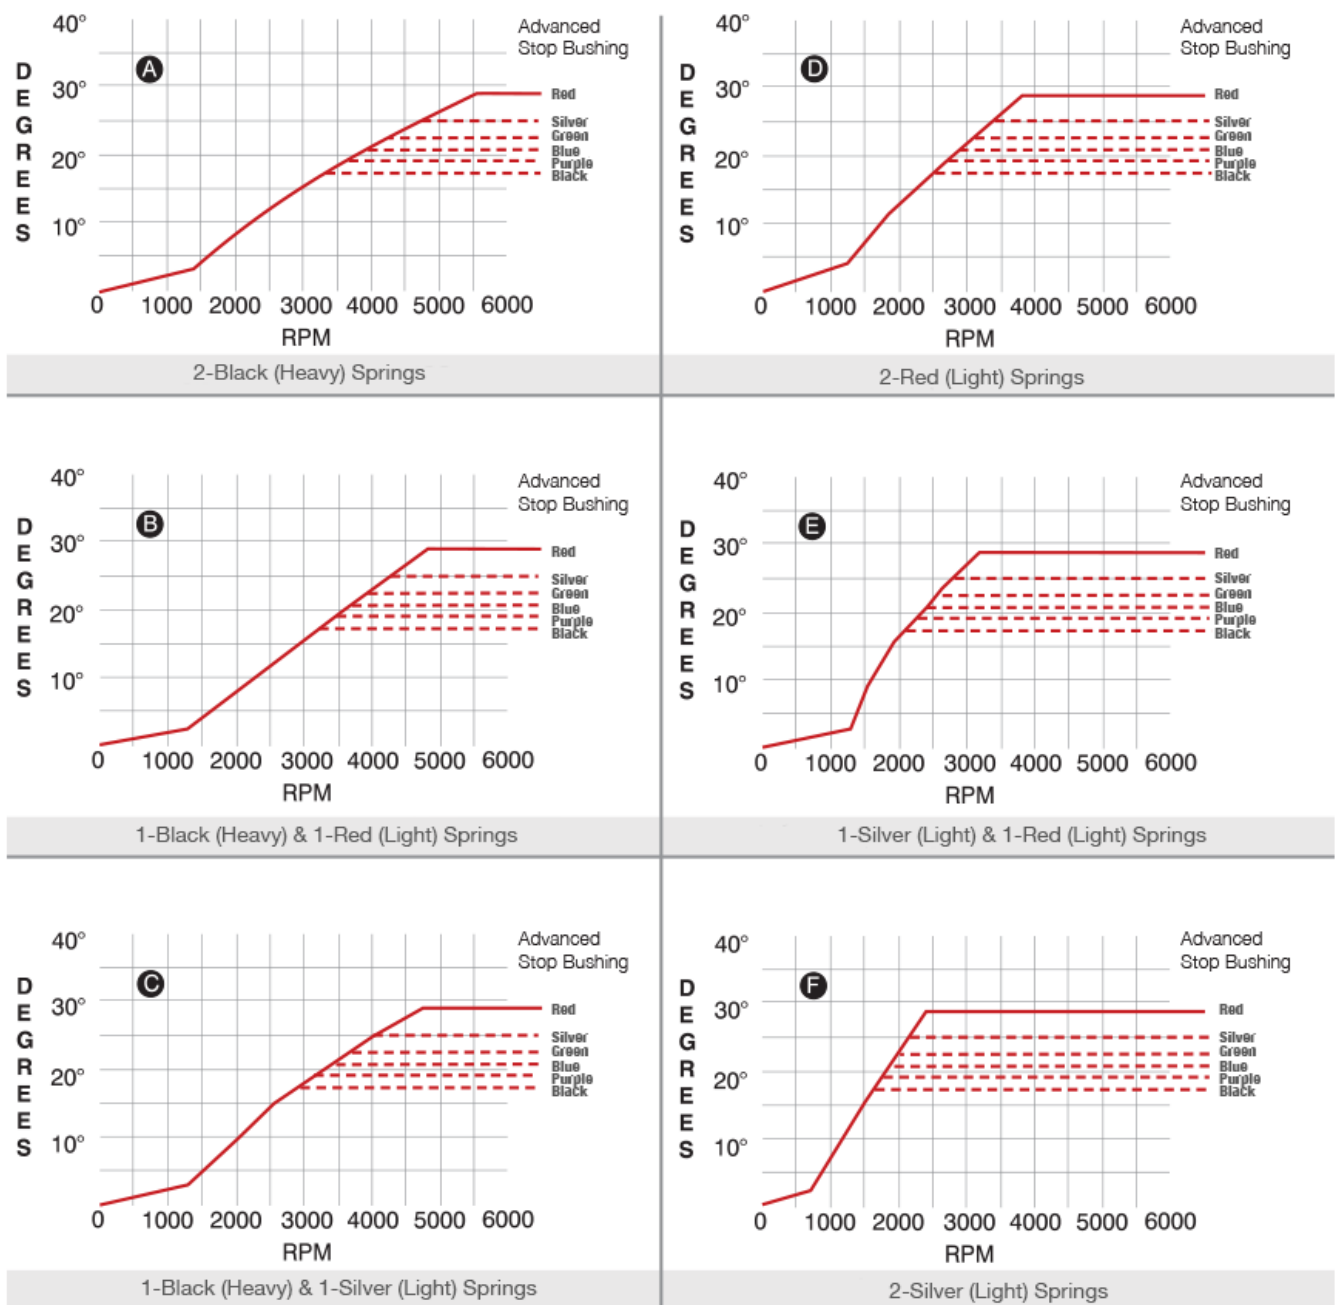 40°
Advanced
Stop Bushing
A
30°
20°
10°
DEGREES
Red
Silver
Green
Blue
Purple
Black
0 1000 2000 3000 4000 5000 6000
RPM
2-Black (Heavy) Springs
40°
Advanced
Stop Bushing
D
30°
20°
10°
DEGREES
Red
Silver
Green
Blue
Purple
Black
0 1000 2000 3000 4000 5000 6000
RPM
2-Red (Light) Springs
40°
Advanced
Stop Bushing
B
30°
20°
10°
DEGREES
Red
Silver
Green
Blue
Purple
Black
0 1000 2000 3000 4000 5000 6000
RPM
1-Black (Heavy) & 1-Red (Light) Springs
40°
Advanced
Stop Bushing
E
30°
20°
10°
DEGREES
Red
Silver
Green
Blue
Purple
Black
0 1000 2000 3000 4000 5000 6000
RPM
1-Silver (Light) & 1-Red (Light) Springs
40°
Advanced
Stop Bushing
C
30°
20°
10°
DEGREES
Red
Silver
Green
Blue
Purple
Black
0 1000 2000 3000 4000 5000 6000
RPM
1-Black (Heavy) & 1-Silver (Light) Springs
40°
Advanced
Stop Bushing
F
30°
20°
10°
DEGREES
Red
Silver
Green
Blue
Purple
Black
0 1000 2000 3000 4000 5000 6000
RPM
2-Silver (Light) Springs